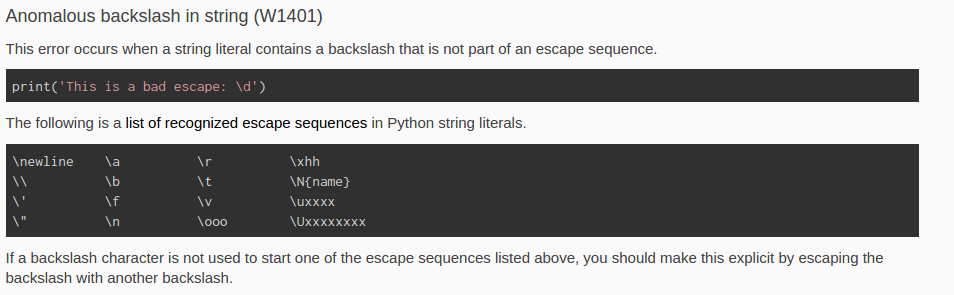 Anomalous backslash in string (W1401)
This error occurs when a string literal contains a backslash that is not part of an escape sequence.
print('This is a bad escape: \d')
The following is a list of recognized escape sequences in Python string literals.
\newline    \a          \r          \xhh
\\          \b          \t          \N{name}
\'          \f          \v          \uxxxx
\"          \n          \ooo        \Uxxxxxxxx
If a backslash character is not used to start one of the escape sequences listed above, you should make this explicit by escaping the
backslash with another backslash.